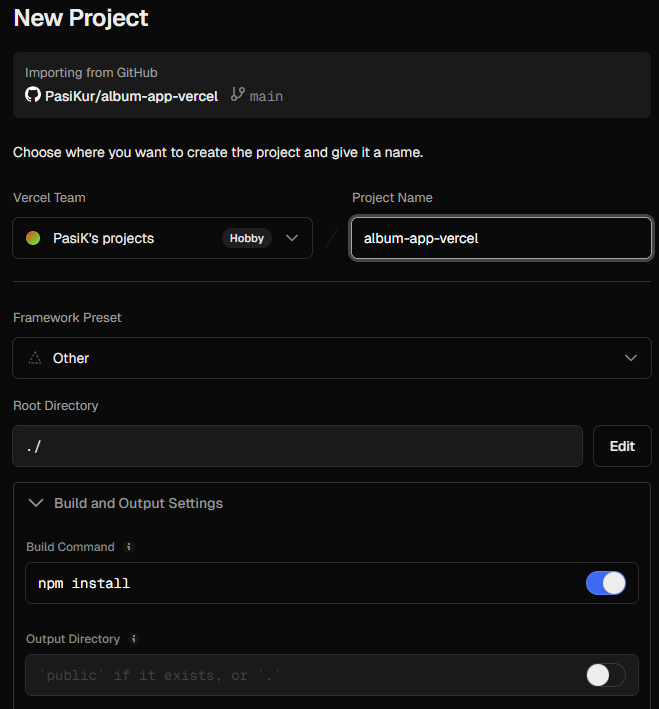 New Project
Importing from GitHub
PasiKur/album-app-vercel main
Choose where you want to create the project and give it a name.
Vercel Team
Project Name
PasiK's projects Hobby
album-app-vercel
Framework Preset
Other
Root Directory
./
Edit
Build and Output Settings
Build Command
npm install
Output Directory
`public` if it exists, or `.`